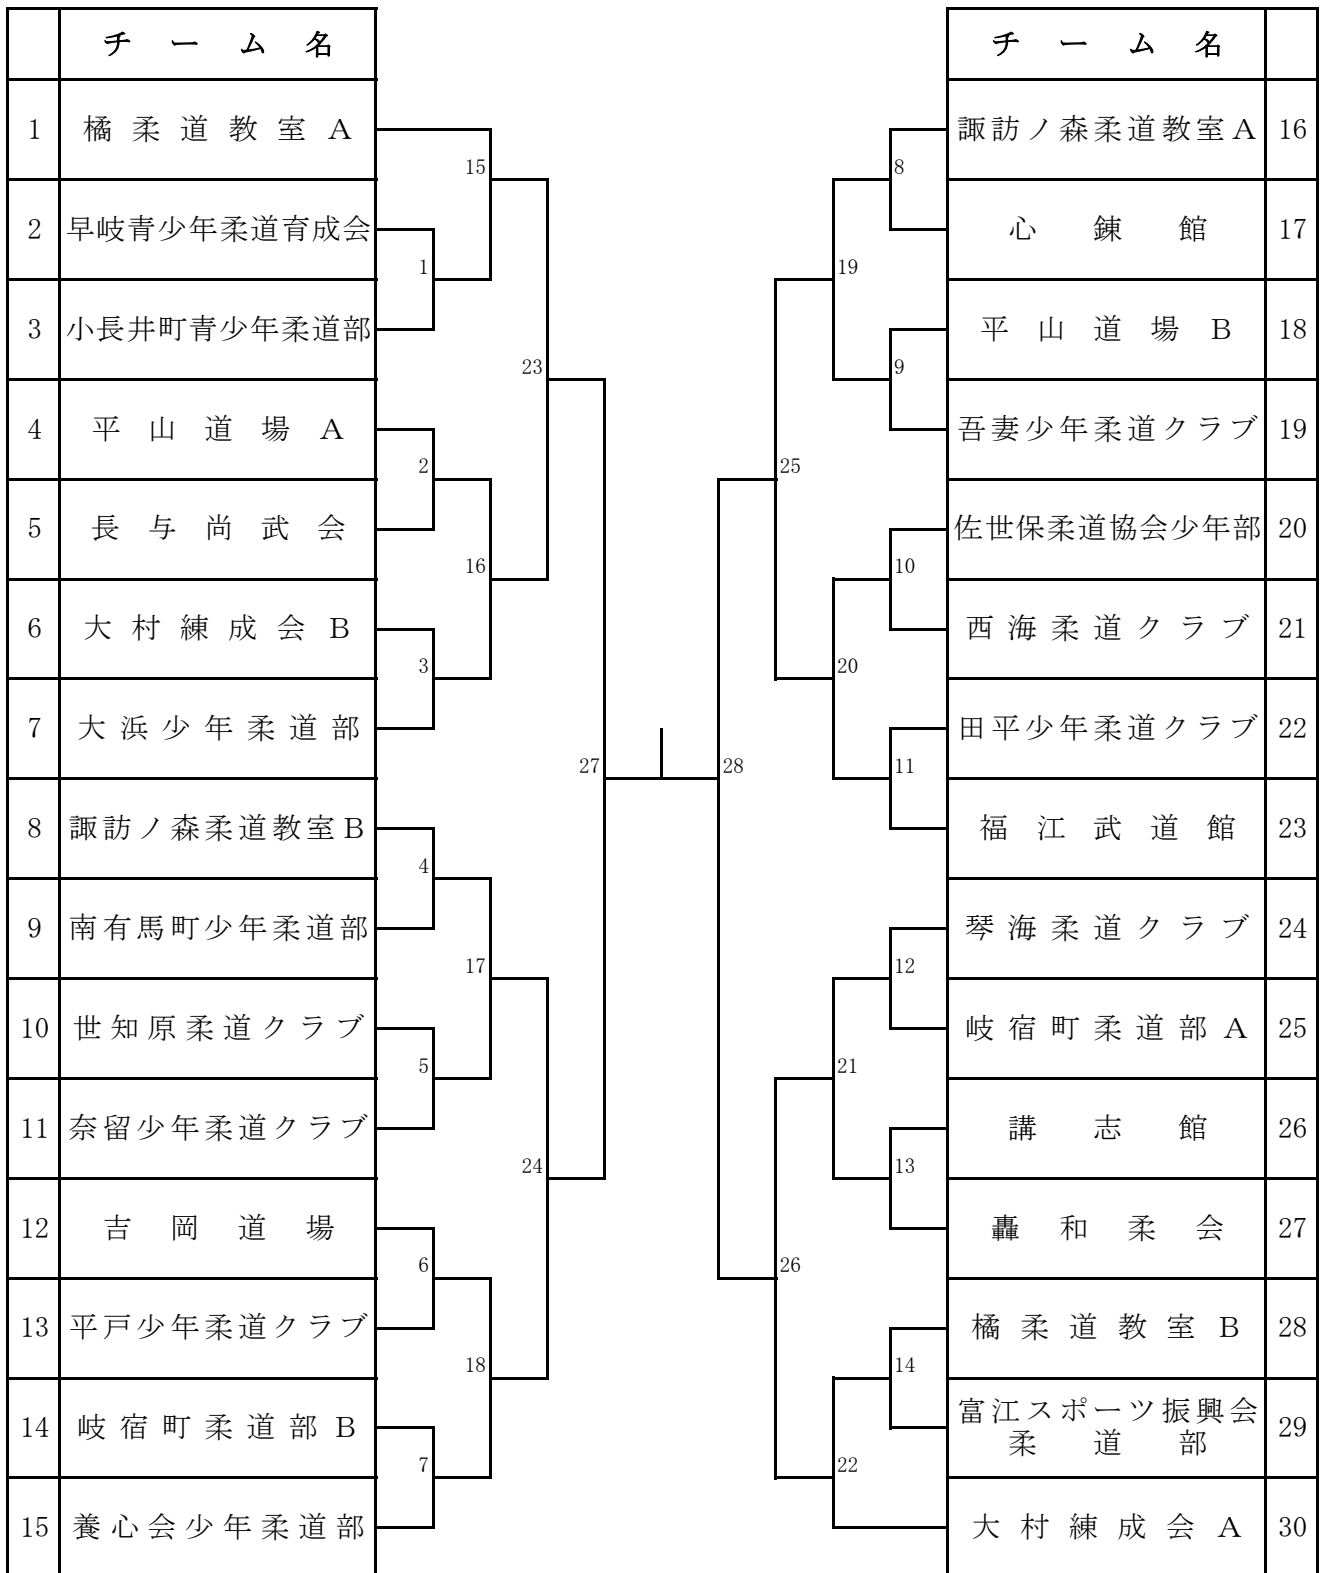 チーム名
1 橘柔道教室A
2 早岐青少年柔道育成会
3 小長井町青少年柔道部
4 平山道場A
5 長与尚武会
6 大村練成会B
7 大浜少年柔道部
8 諏訪ノ森柔道教室B
9 南有馬町少年柔道部
10 世知原柔道クラブ
11 奈留少年柔道クラブ
12 吉岡道場
13 平戸少年柔道クラブ
14 岐宿町柔道部B
15 養心会少年柔道部
15
1
23
2
16
3
27
4
17
5
24
6
18
7
8
19
9
25
10
20
11
28
12
21
13
26
14
22
チーム名
諏訪ノ森柔道教室A 16
心錬館 17
平山道場B 18
吾妻少年柔道クラブ 19
佐世保柔道協会少年部 20
西海柔道クラブ 21
田平少年柔道クラブ 22
福江武道館 23
琴海柔道クラブ 24
岐宿町柔道部A 25
講志館 26
轟和柔会 27
橘柔道教室B 28
富江スポーツ振興会
柔道部 29
大村練成会A 30